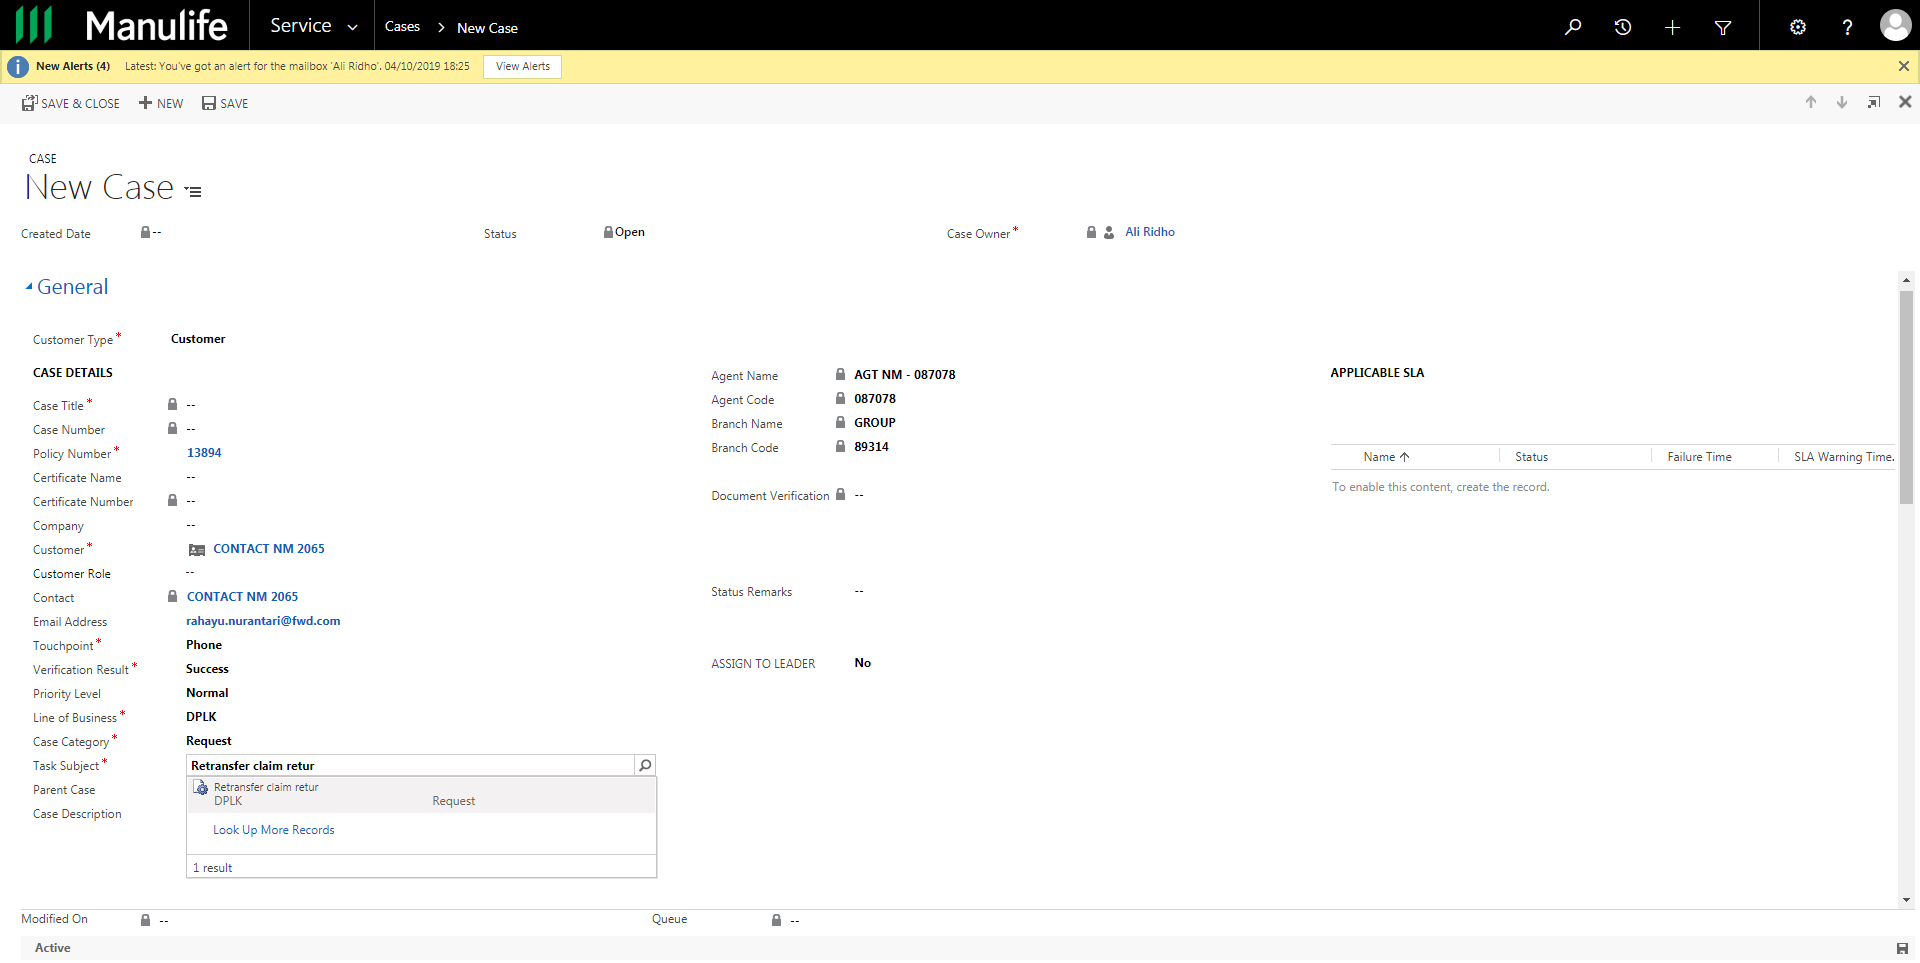 Manulife
Service
Cases
New Case
New Alerts (4)
Latest: You've got an alert for the mailbox 'Ali Ridho'. 04/10/2019 18:25
View Alerts
SAVE & CLOSE
NEW
SAVE
CASE
New Case
Created Date
--
Status
Open
Case Owner*
Ali Ridho
General
Customer Type*
Customer
CASE DETAILS
Case Title*
--
Case Number
--
Policy Number*
13894
Certificate Name
--
Certificate Number
--
Company
--
Customer*
CONTACT NM 2065
Customer Role
--
Contact
CONTACT NM 2065
Email Address
rahayu.nurantari@fwd.com
Touchpoint*
Phone
Verification Result*
Success
Priority Level
Normal
Line of Business*
DPLK
Case Category*
Request
Task Subject*
Retransfer claim retur
Parent Case
Case Description
Retransfer claim retur
DPLK
Request
Look Up More Records
1 result
Agent Name
AGT NM - 087078
Agent Code
087078
Branch Name
GROUP
Branch Code
89314
Document Verification
--
Status Remarks
--
ASSIGN TO LEADER
No
APPLICABLE SLA
Name
Status
Failure Time
SLA Warning Time.
To enable this content, create the record.
Modified On
--
Queue
--
Active